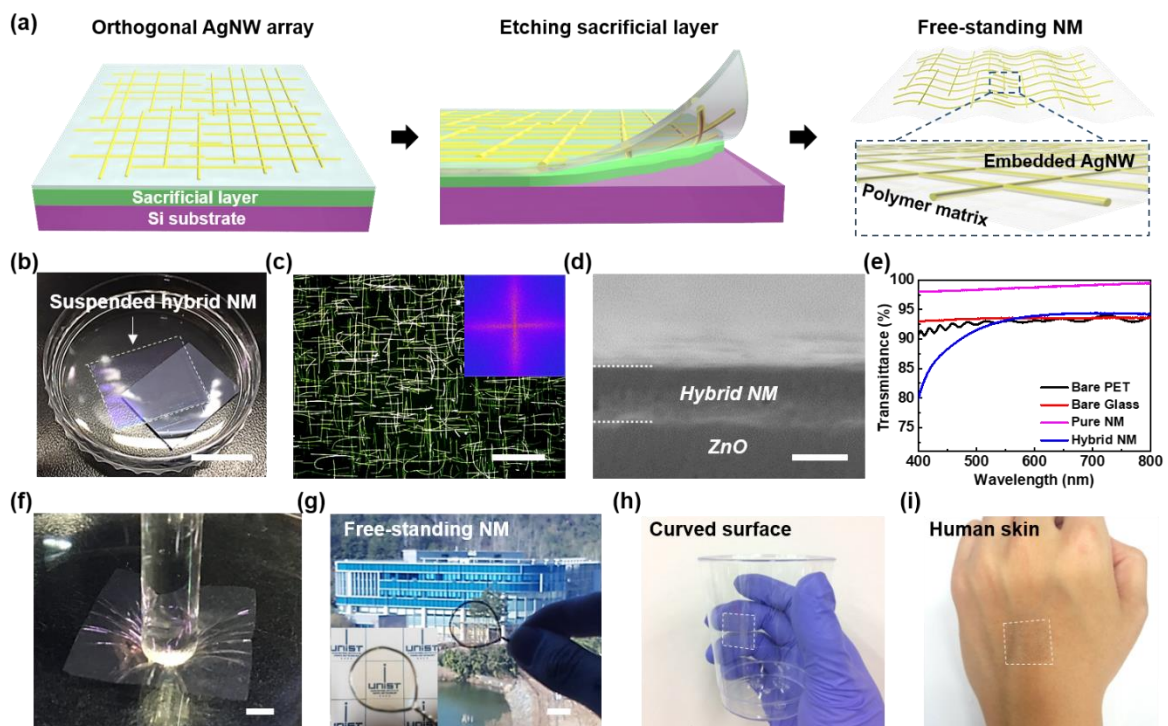 (a)
Orthogonal AgNW array
Etching sacrificial layer
Free-standing NM
Sacrificial layer
Si substrate
Embedded AgNW
Polymer matrix
(b)
Suspended hybrid NM
(c)
(d)
Hybrid NM
ZnO
(e)
100
95
90
85
80
75
Transmittance (%)
Bare PET
Bare Glass
Pure NM
Hybrid NM
400
500
600
700
800
Wavelength (nm)
(f)
(g)
Free-standing NM
UNIST
UNIST
(h)
Curved surface
(i)
Human skin